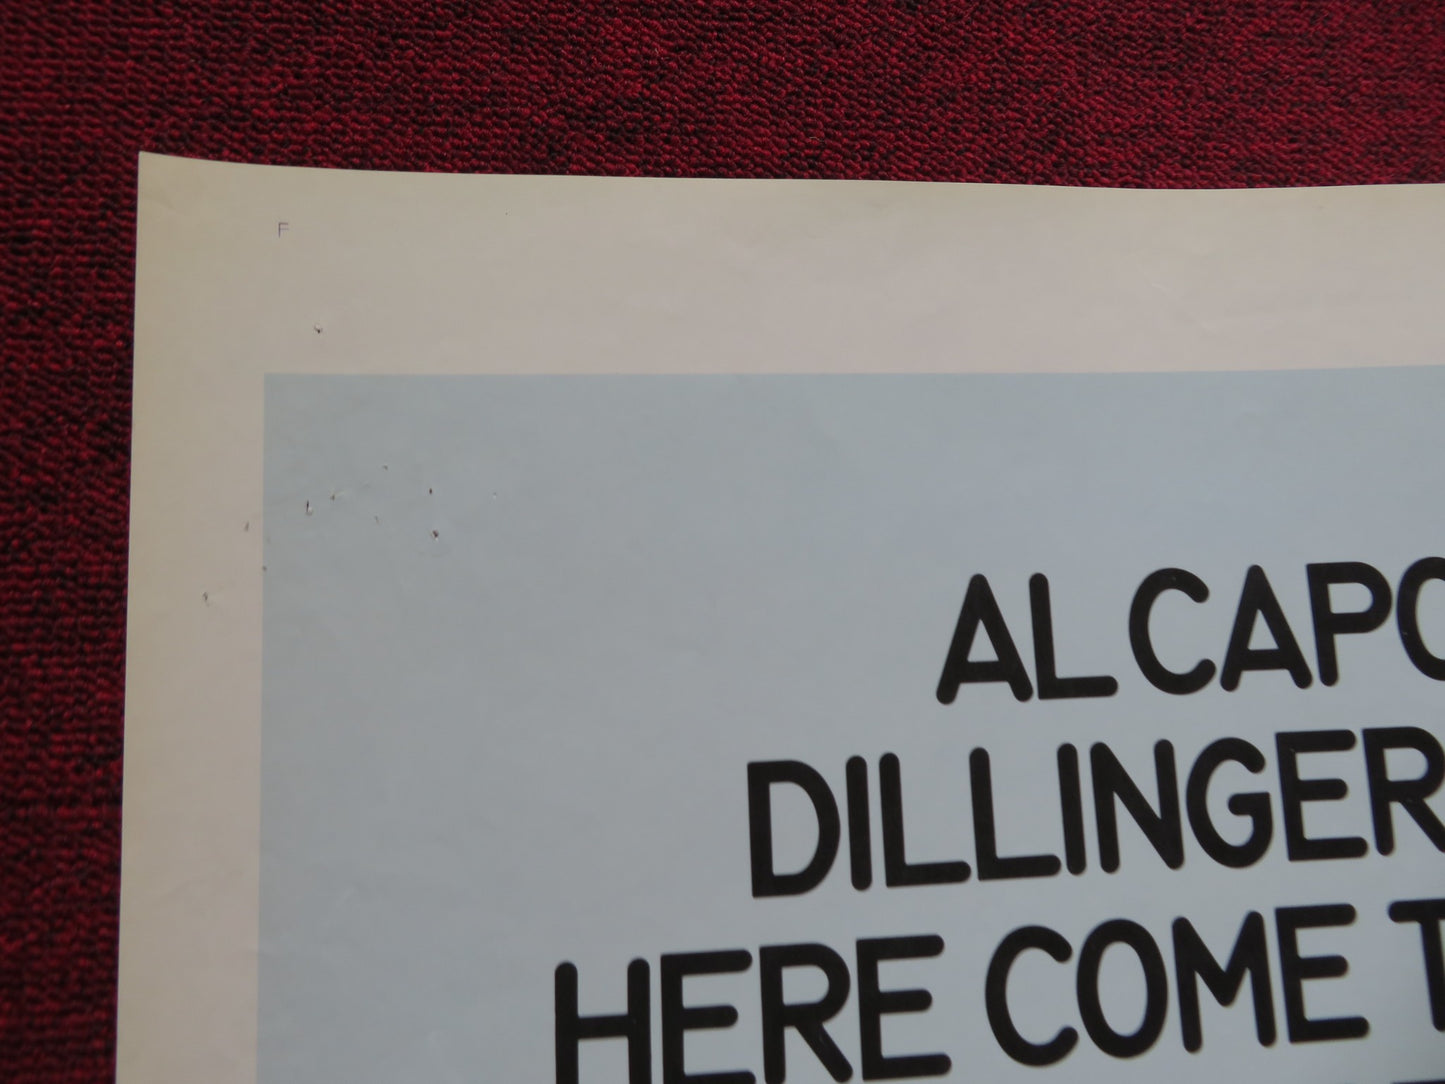 F
AL CAPO
DILLINGER
HERE COME T